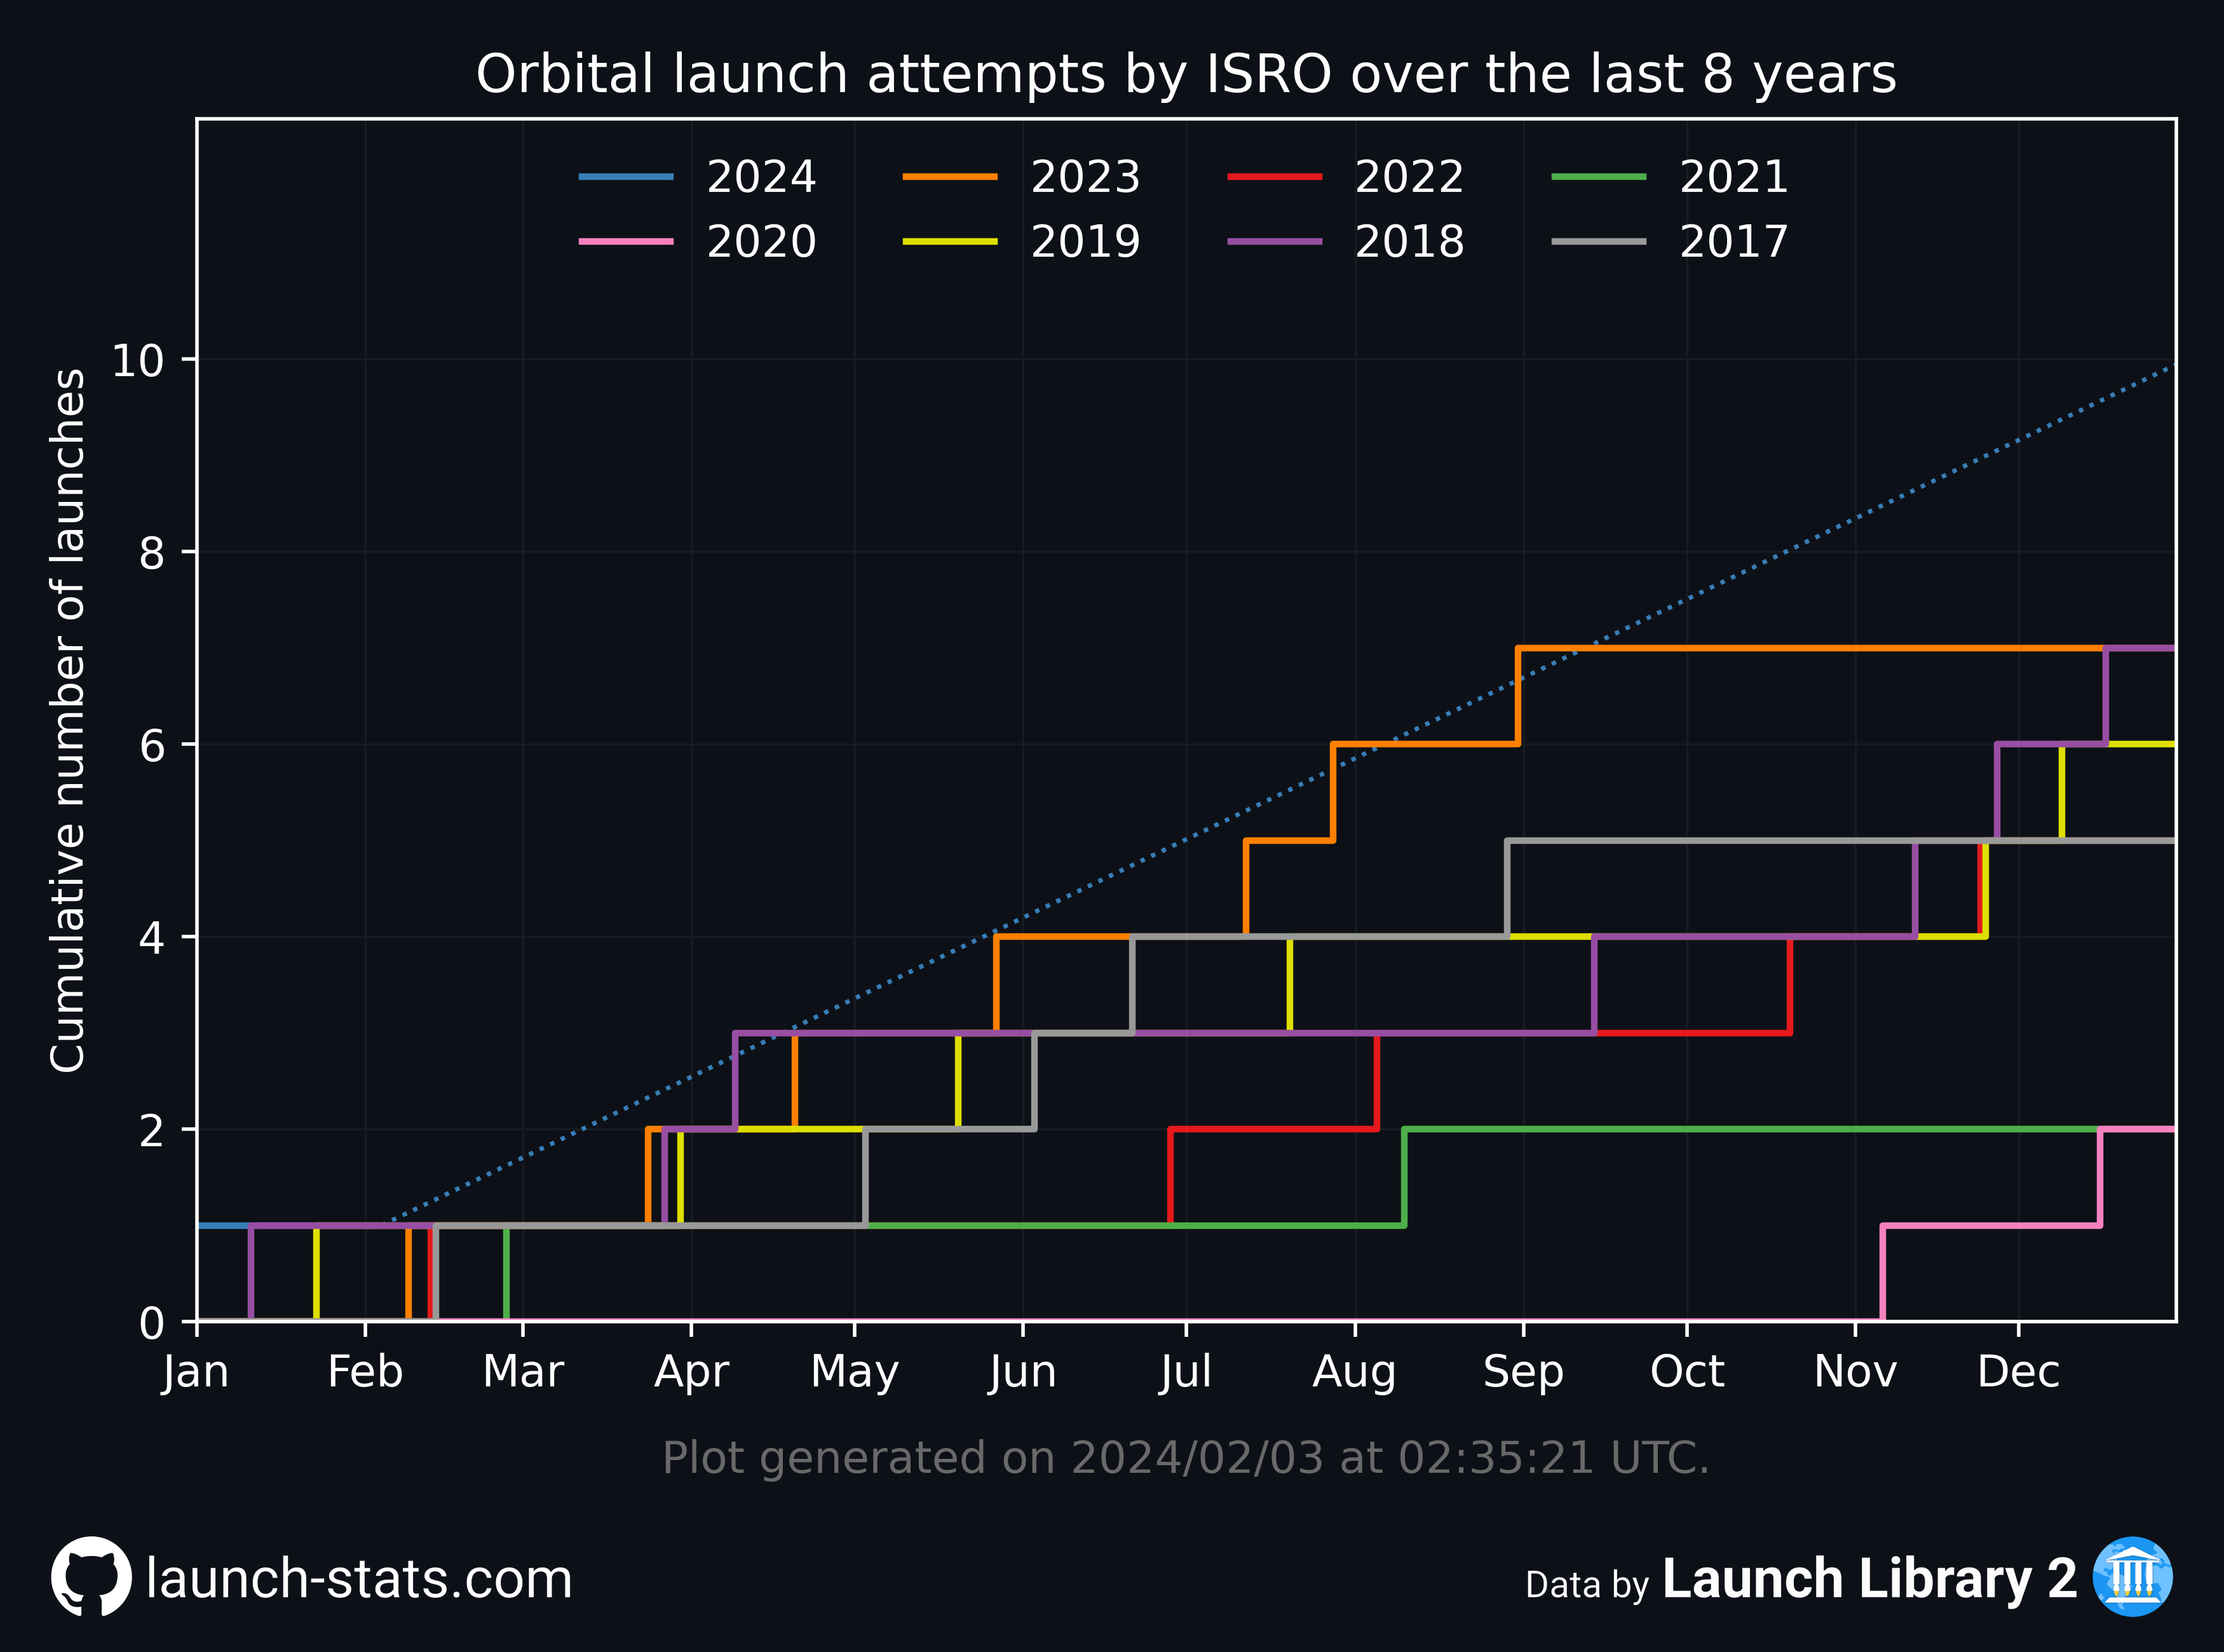 Orbital launch attempts by ISRO over the last 8 years
2024 2023 2022 2021
2020 2019 2018 2017
Cumulative number of launches
10
8
6
4
2
0
Jan Feb Mar Apr May Jun Jul Aug Sep Oct Nov Dec
Plot generated on 2024/02/03 at 02:35:21 UTC.
launch-stats.com
Data by Launch Library 2